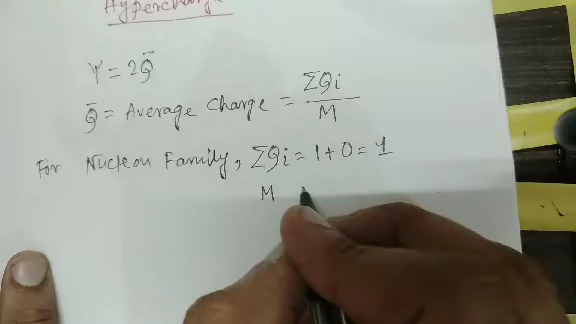 Hypercharge
Y = 2Q̄
Q̄ = Average Charge = ΣQi / M
For Nucleon Family, ΣQi = 1 + 0 = 1
M